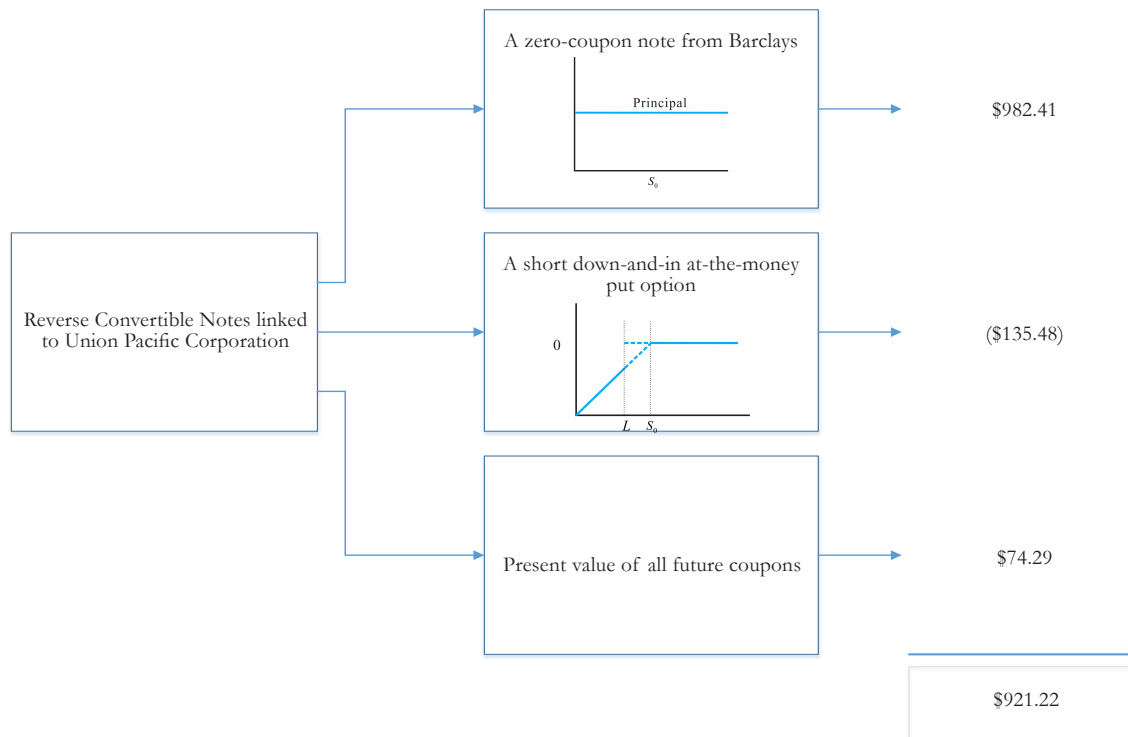 A zero-coupon note from Barclays
Principal
S₀
$982.41
Reverse Convertible Notes linked
to Union Pacific Corporation
A short down-and-in at-the-money
put option
0
L S₀
($135.48)
Present value of all future coupons
$74.29
$921.22